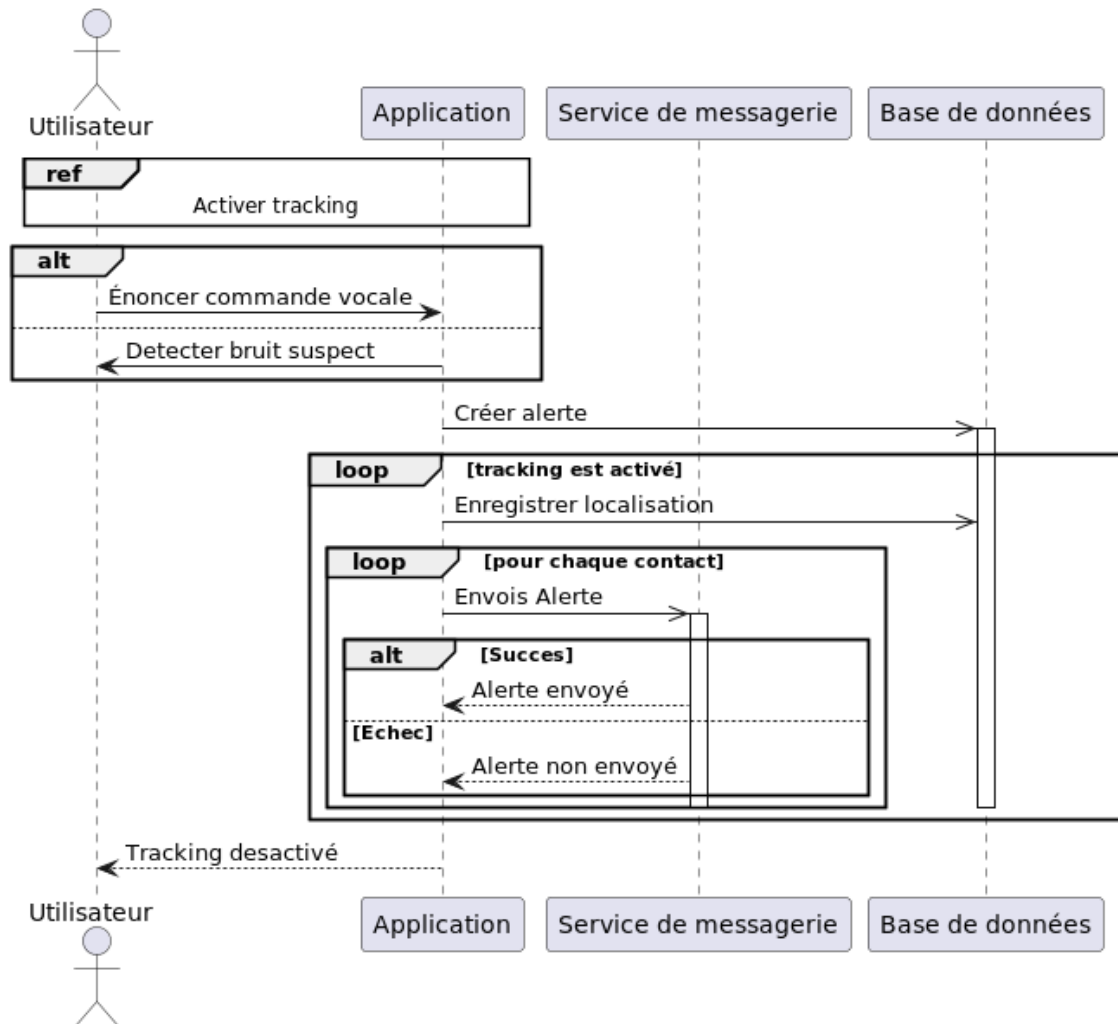 Utilisateur
Application
Service de messagerie
Base de données
ref
Activer tracking
alt
Énoncer commande vocale
Detecter bruit suspect
Créer alerte
loop [tracking est activé]
Enregistrer localisation
loop [pour chaque contact]
Envois Alerte
alt [Succes]
Alerte envoyé
[Echec]
Alerte non envoyé
Tracking desactivé
Utilisateur
Application
Service de messagerie
Base de données